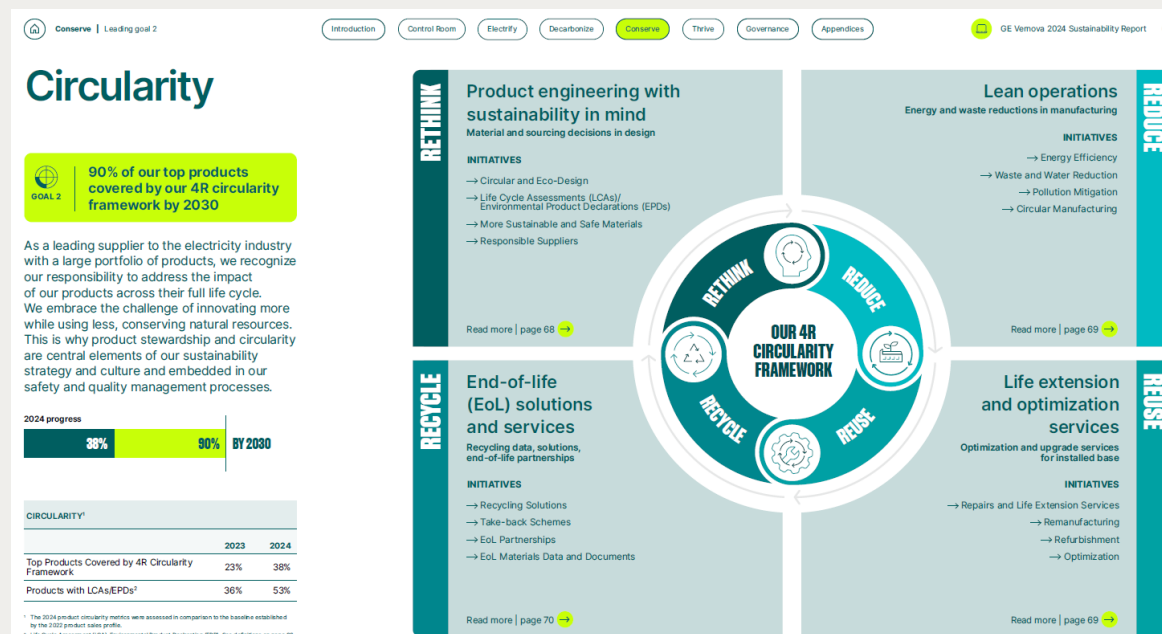 Conserve | Leading goal 2
Introduction
Control Room
Electrify
Decarbonize
Conserve
Thrive
Governance
Appendices
GE Vernova 2024 Sustainability Report
Circularity
GOAL 2
90% of our top products
covered by our 4R circularity
framework by 2030
As a leading supplier to the electricity industry
with a large portfolio of products, we recognize
our responsibility to address the impact
of our products across their full life cycle.
We embrace the challenge of innovating more
while using less, conserving natural resources.
This is why product stewardship and circularity
are central elements of our sustainability
strategy and culture and embedded in our
safety and quality management processes.
2024 progress
38%
90%
BY 2030
CIRCULARITY¹
2023 2024
Top Products Covered by 4R Circularity
Framework 23% 38%
Products with LCAs/EPDs² 36% 53%
¹ The 2024 product circularity metrics were assessed in comparison to the baseline established
by the 2022 product sales profile.
RETHINK
Product engineering with
sustainability in mind
Material and sourcing decisions in design
INITIATIVES
→ Circular and Eco-Design
→ Life Cycle Assessments (LCAs)/
Environmental Product Declarations (EPDs)
→ More Sustainable and Safe Materials
→ Responsible Suppliers
Read more | page 68 →
REDUCE
Lean operations
Energy and waste reductions in manufacturing
INITIATIVES
→ Energy Efficiency
→ Waste and Water Reduction
→ Pollution Mitigation
→ Circular Manufacturing
Read more | page 69 →
RETHINK
REDUCE
OUR 4R
CIRCULARITY
FRAMEWORK
RECYCLE
REUSE
RECYCLE
End-of-life
(EoL) solutions
and services
Recycling data, solutions,
end-of-life partnerships
INITIATIVES
→ Recycling Solutions
→ Take-back Schemes
→ EoL Partnerships
→ EoL Materials Data and Documents
Read more | page 70 →
REUSE
Life extension
and optimization
services
Optimization and upgrade services
for installed base
INITIATIVES
→ Repairs and Life Extension Services
→ Remanufacturing
→ Refurbishment
→ Optimization
Read more | page 69 →